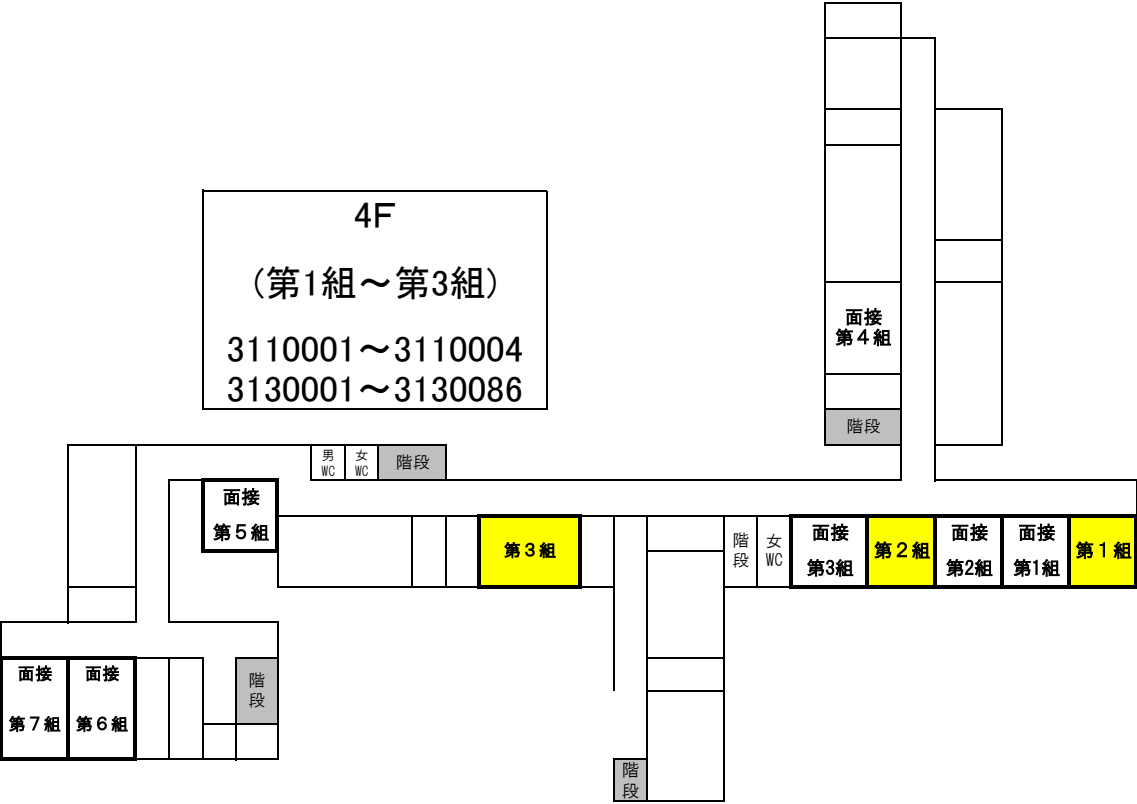 4F
(第1組～第3組)
3110001～3110004
3130001～3130086
面接
第４組
階段
男
WC
女
WC
階段
面接
第５組
第３組
階
段
女
WC
面接
第3組
第２組
面接
第2組
面接
第1組
第１組
面接
第７組
面接
第６組
階
段
階
段